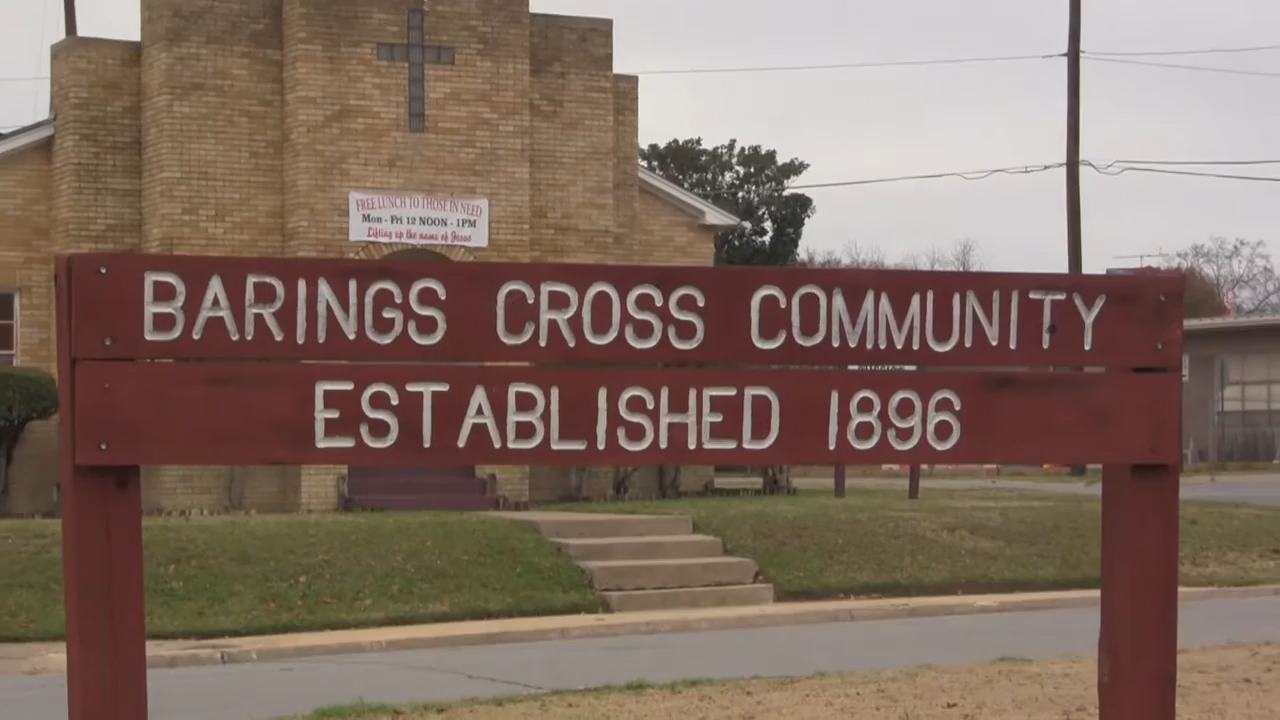 FREE LUNCH TO THOSE IN NEED
Mon - Fri 12 NOON - 1PM
Lifting up the name of Jesus
BARINGS CROSS COMMUNITY
ESTABLISHED 1896